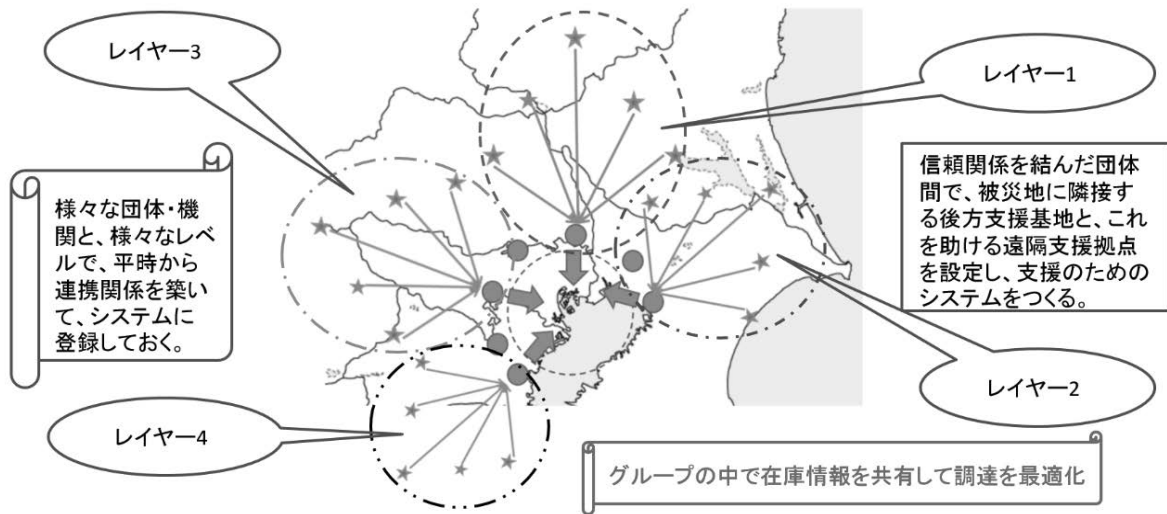 レイヤー3
レイヤー1
様々な団体・機
関と、様々なレベ
ルで、平時から
連携関係を築い
て、システムに
登録しておく。
信頼関係を結んだ団体
間で、被災地に隣接す
る後方支援基地と、これ
を助ける遠隔支援拠点
を設定し、支援のための
システムをつくる。
レイヤー2
レイヤー4
グループの中で在庫情報を共有して調達を最適化